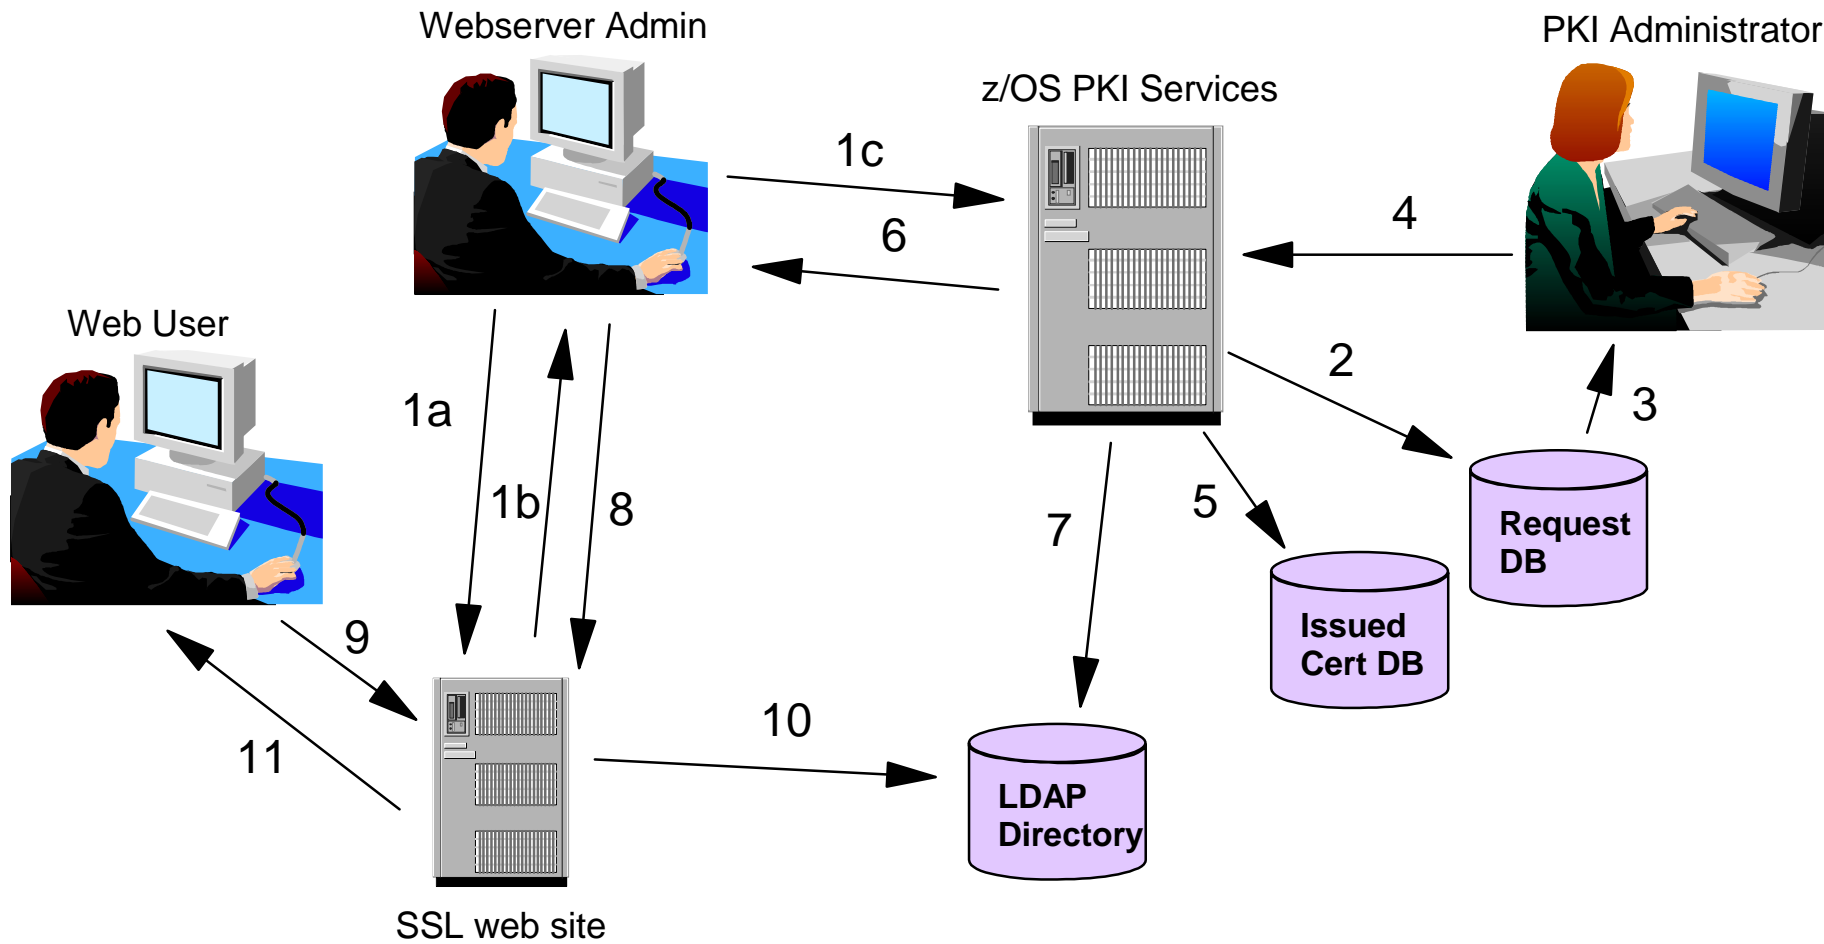 Webserver Admin
PKI Administrator
z/OS PKI Services
1c
6
4
Web User
1a
1b
8
2
3
7
5
Request
DB
Issued
Cert DB
9
11
10
LDAP
Directory
SSL web site